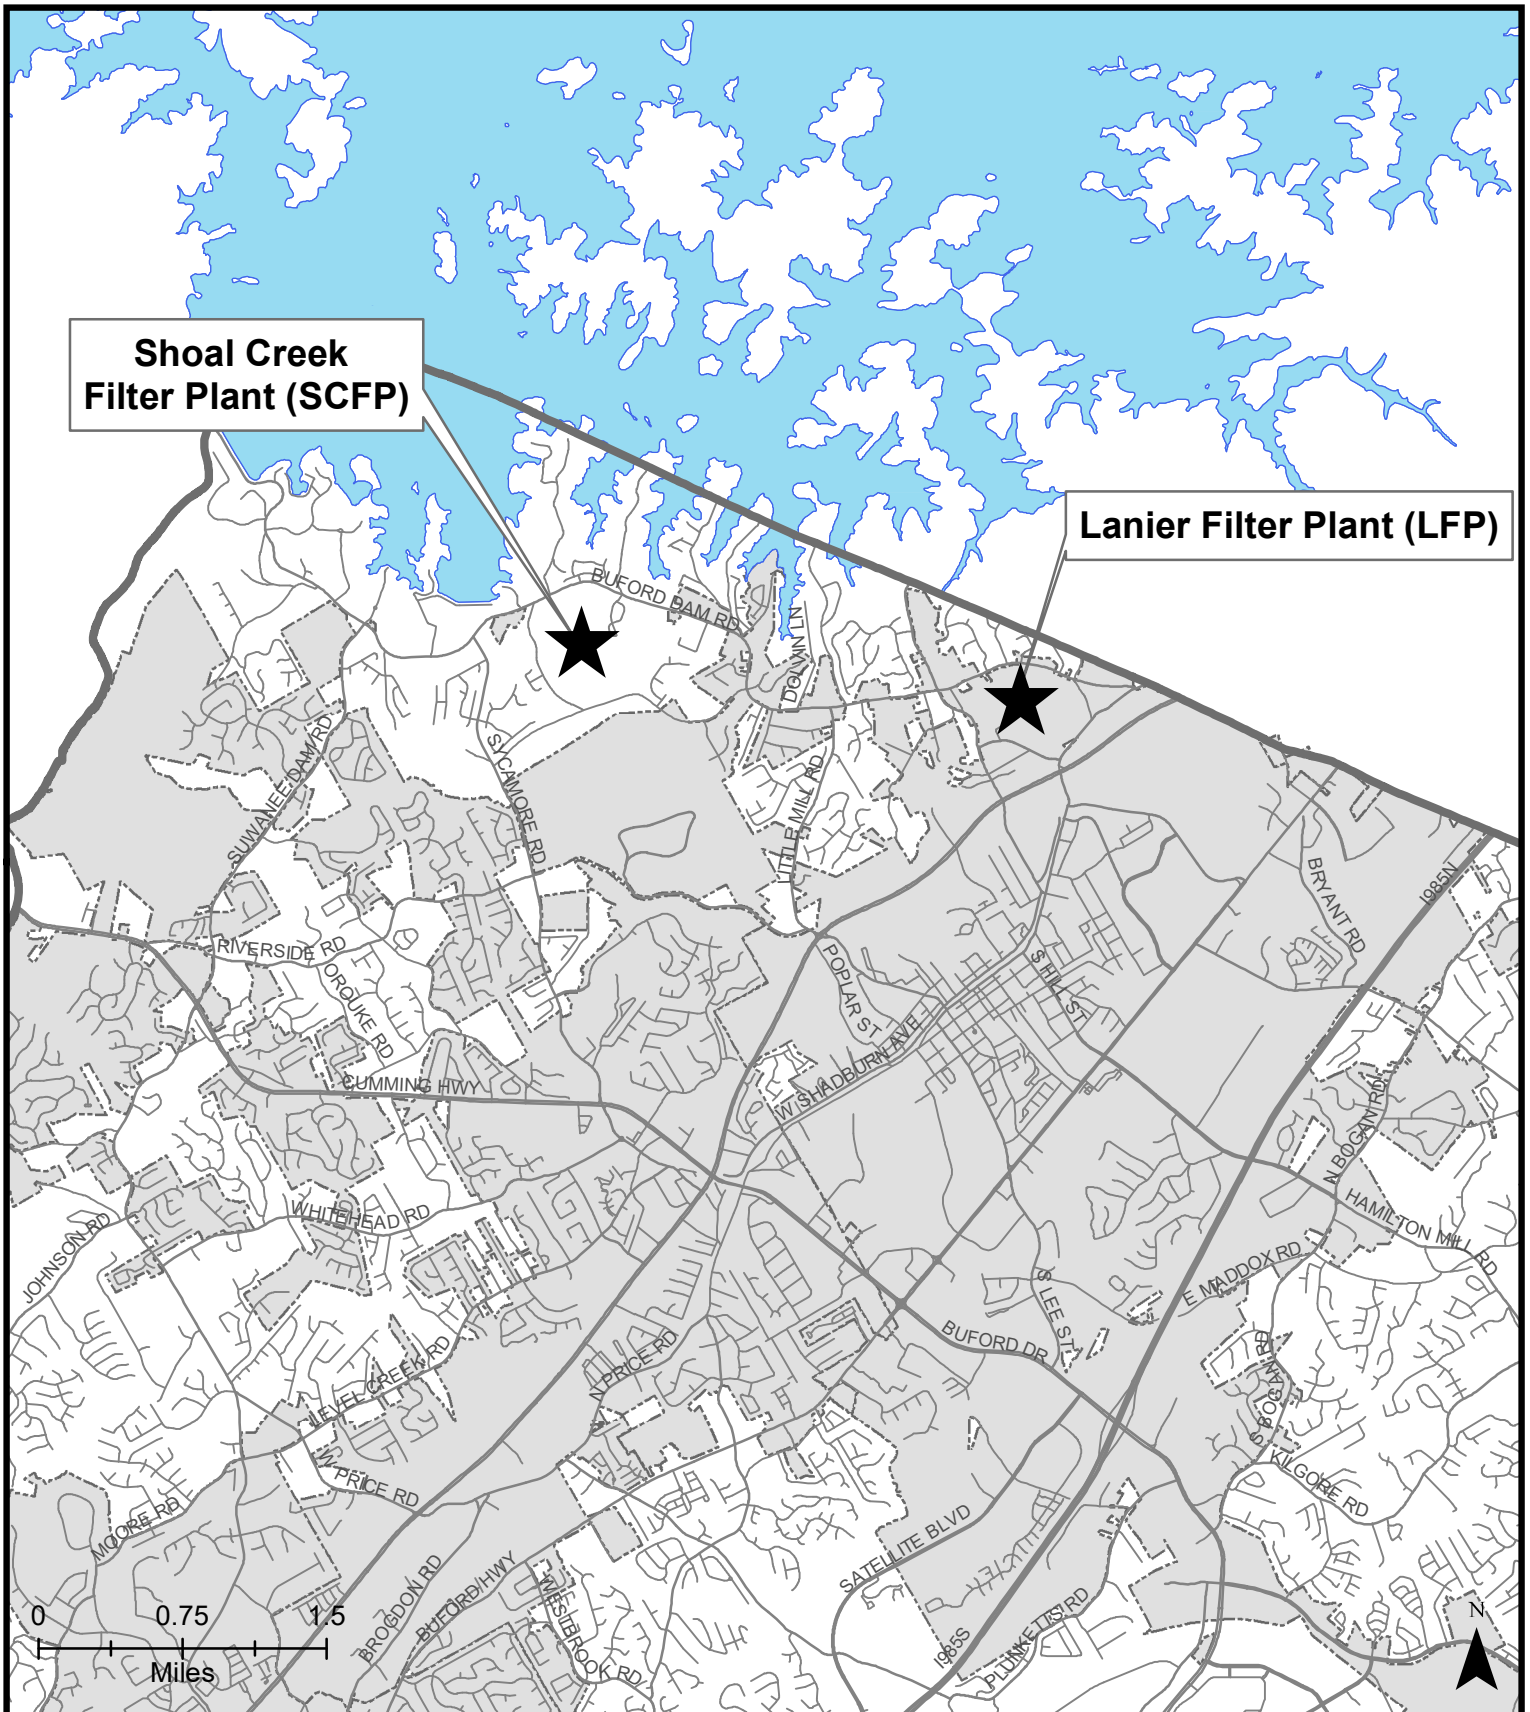 Shoal Creek
Filter Plant (SCFP)
Lanier Filter Plant (LFP)
BUFORD DAM RD
DOLVIN LN
SUWANEE DAM RD
SYCAMORE RD
LITTLE MILL RD
BRYANT RD
I985N
RIVERSIDE RD
OROUKE RD
POPLAR ST
S HILL ST
W SHADBURN AVE
CUMMING HWY
N BOGAN RD
HAMILTON MILL RD
WHITEHEAD RD
JOHNSON RD
E MADDOX RD
S LEE ST
BUFORD DR
N PRICE RD
LEVEL CREEK RD
S BOGAN RD
W PRICE RD
KILGORE RD
MOORE RD
SATELLITE BLVD
BROGDON RD
BUFORD HWY
WESTBROOK RD
PLUNKETTS RD
I985S
0 0.75 1.5
Miles
N